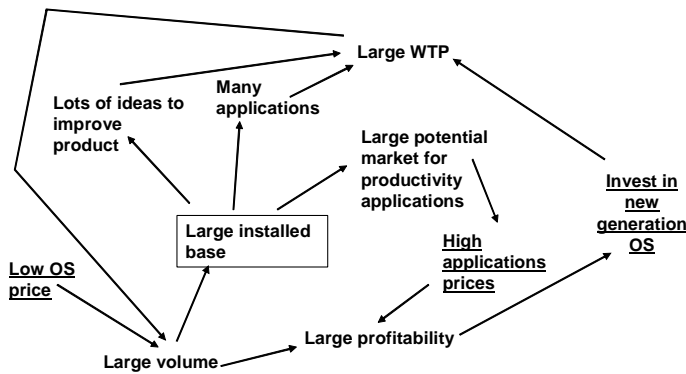 Large WTP
Lots of ideas to
improve
product
Many
applications
Large potential
market for
productivity
applications
Invest in
new
generation
OS
Large installed
base
High
applications
prices
Low OS
price
Large profitability
Large volume